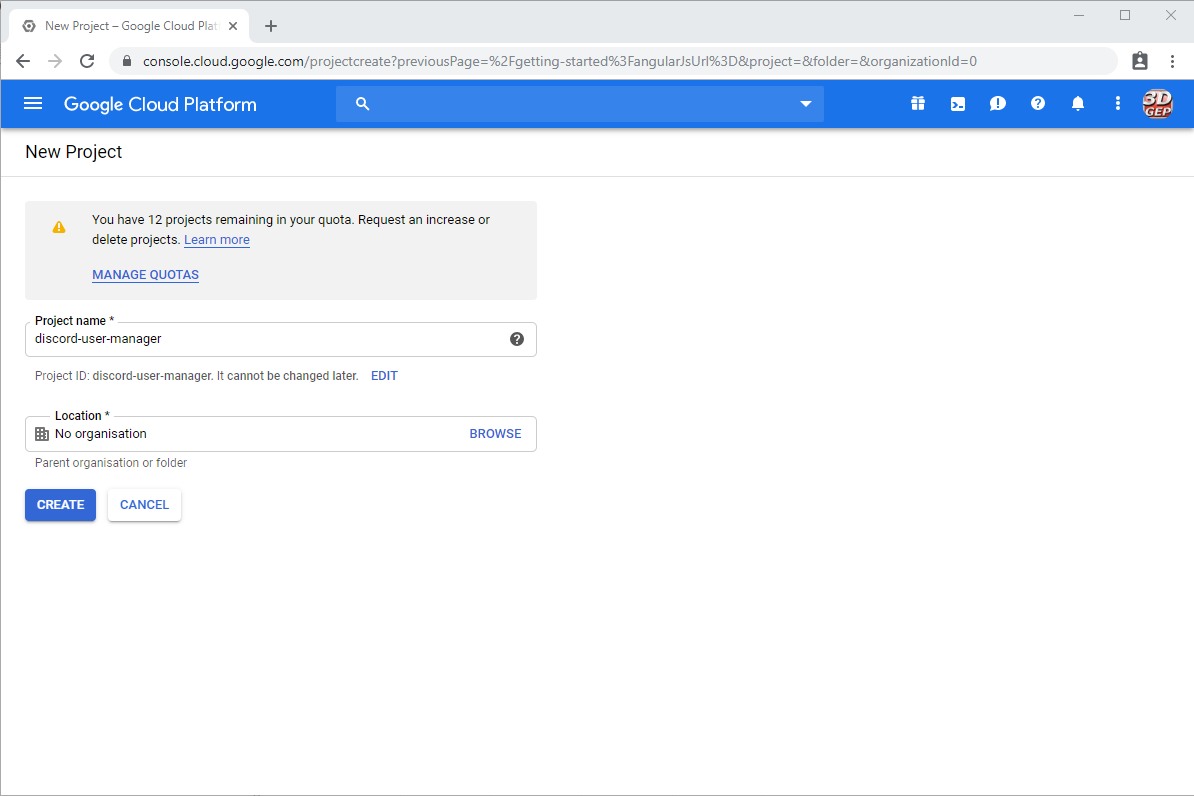 New Project – Google Cloud Plat
console.cloud.google.com/projectcreate?previousPage=%2Fgetting-started%3FangularJsUrl%3D&project=&folder=&organizationId=0
Google Cloud Platform
3D
GEP
New Project
You have 12 projects remaining in your quota. Request an increase or
delete projects. Learn more
MANAGE QUOTAS
Project name *
discord-user-manager
Project ID: discord-user-manager. It cannot be changed later. EDIT
Location *
No organisation BROWSE
Parent organisation or folder
CREATE CANCEL